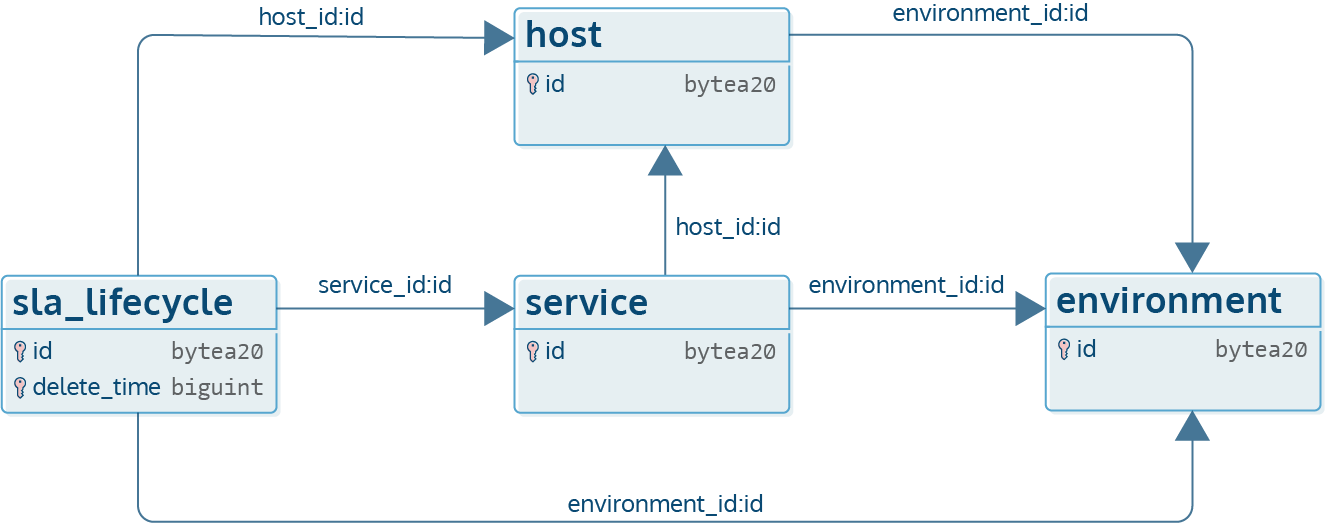 host_id:id
environment_id:id
host
id bytea20
host_id:id
sla_lifecycle
id bytea20
delete_time biguint
service_id:id
service
id bytea20
environment_id:id
environment
id bytea20
environment_id:id